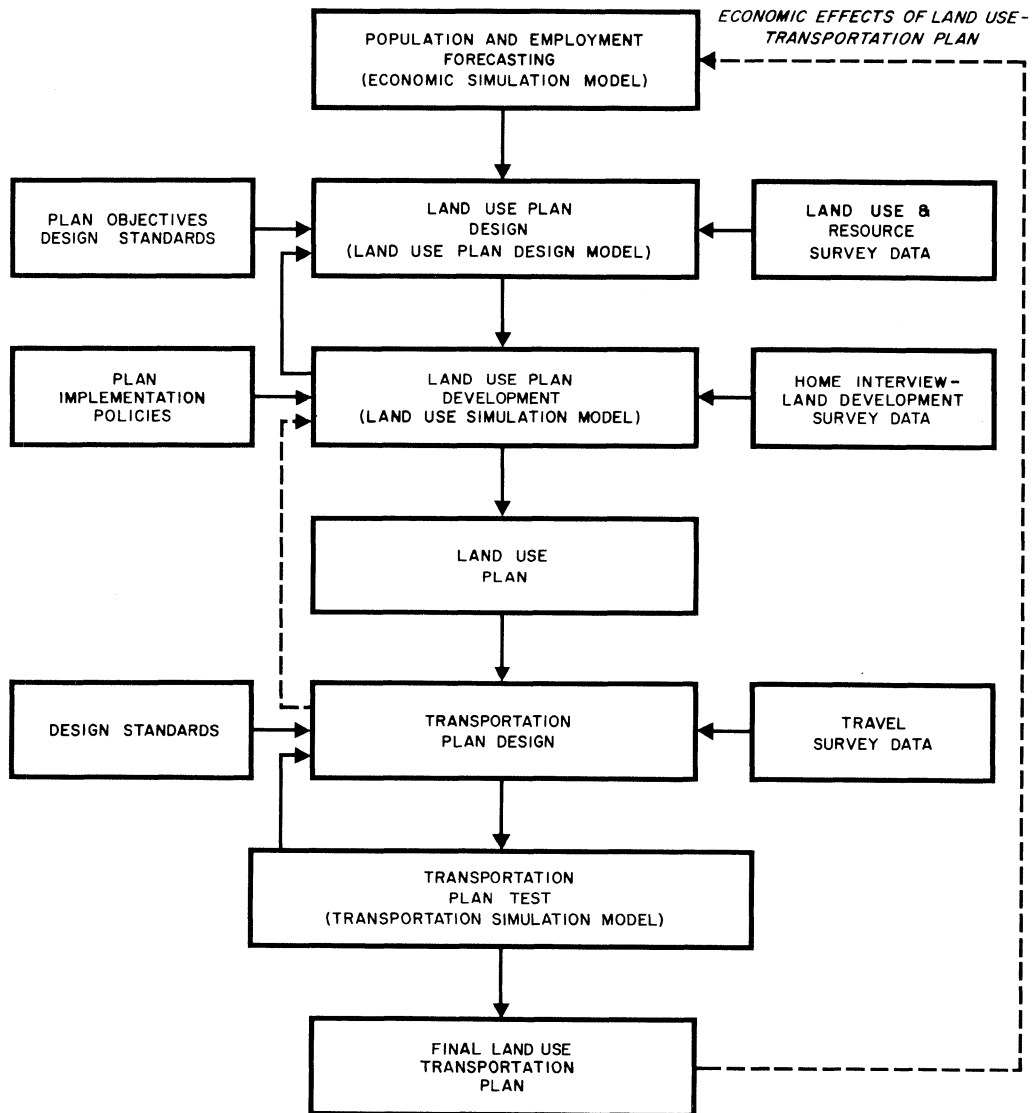 ECONOMIC EFFECTS OF LAND USE-
TRANSPORTATION PLAN
POPULATION AND EMPLOYMENT
FORECASTING
(ECONOMIC SIMULATION MODEL)
PLAN OBJECTIVES
DESIGN STANDARDS
LAND USE PLAN
DESIGN
(LAND USE PLAN DESIGN MODEL)
LAND USE &
RESOURCE
SURVEY DATA
PLAN
IMPLEMENTATION
POLICIES
LAND USE PLAN
DEVELOPMENT
(LAND USE SIMULATION MODEL)
HOME INTERVIEW-
LAND DEVELOPMENT
SURVEY DATA
LAND USE
PLAN
DESIGN STANDARDS
TRANSPORTATION
PLAN DESIGN
TRAVEL
SURVEY DATA
TRANSPORTATION
PLAN TEST
(TRANSPORTATION SIMULATION MODEL)
FINAL LAND USE
TRANSPORTATION
PLAN